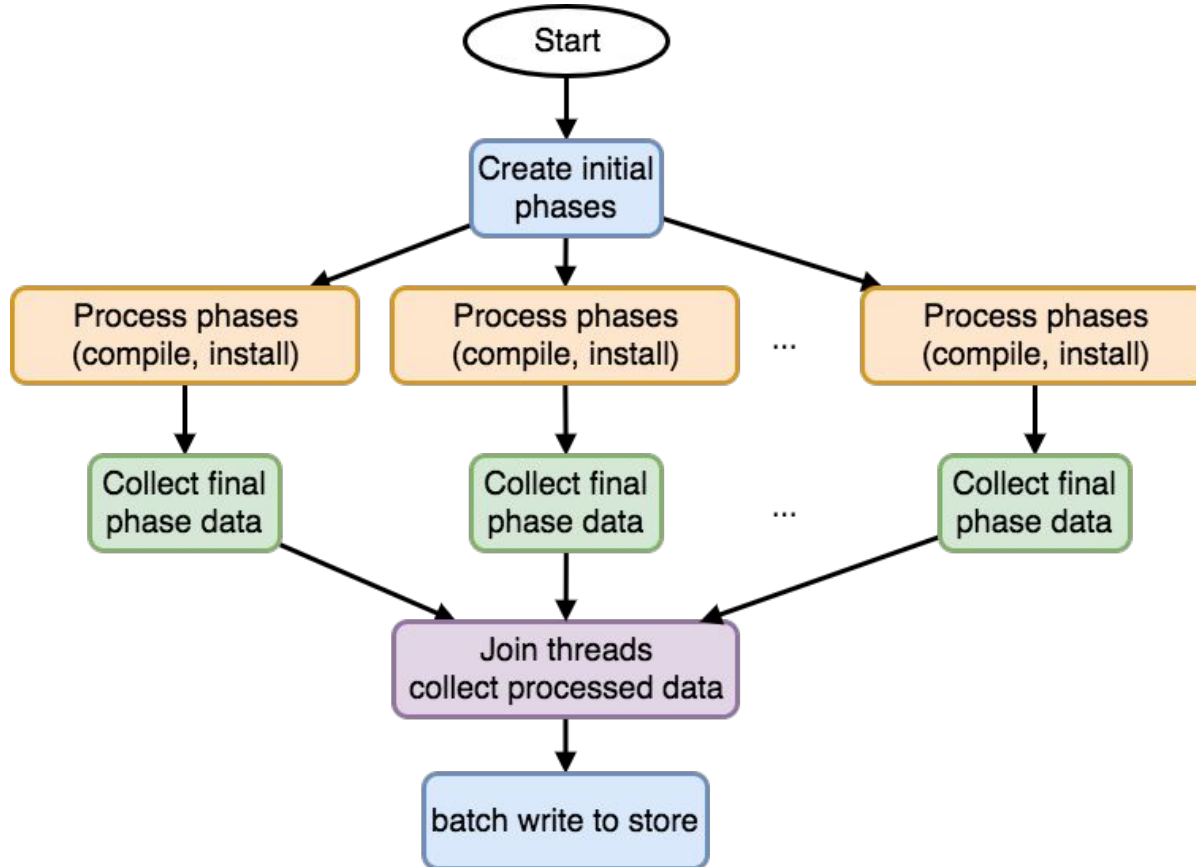 Start
Create initial
phases
Process phases
(compile, install)
Process phases
(compile, install)
...
Process phases
(compile, install)
Collect final
phase data
Collect final
phase data
...
Collect final
phase data
Join threads
collect processed data
batch write to store